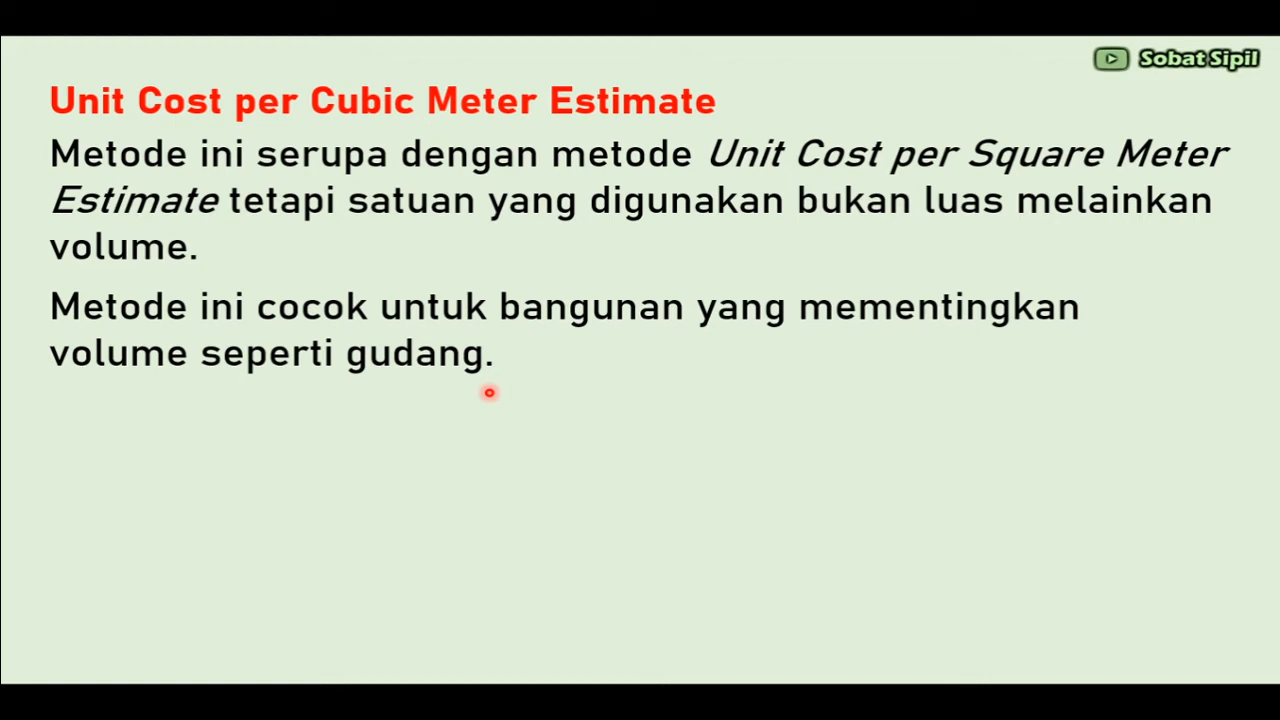 Sobat Sipil
Unit Cost per Cubic Meter Estimate
Metode ini serupa dengan metode Unit Cost per Square Meter
Estimate tetapi satuan yang digunakan bukan luas melainkan
volume.
Metode ini cocok untuk bangunan yang mementingkan
volume seperti gudang.